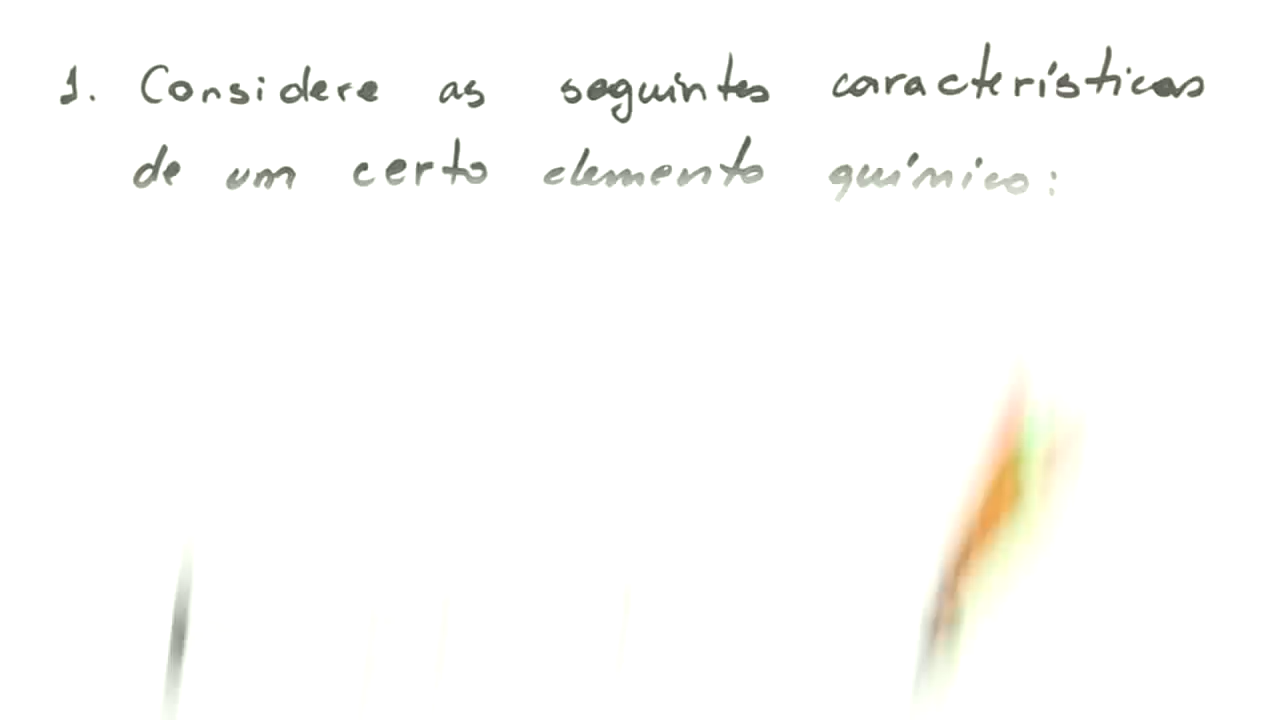 1. Considere as seguintes características
de um certo elemento químico: